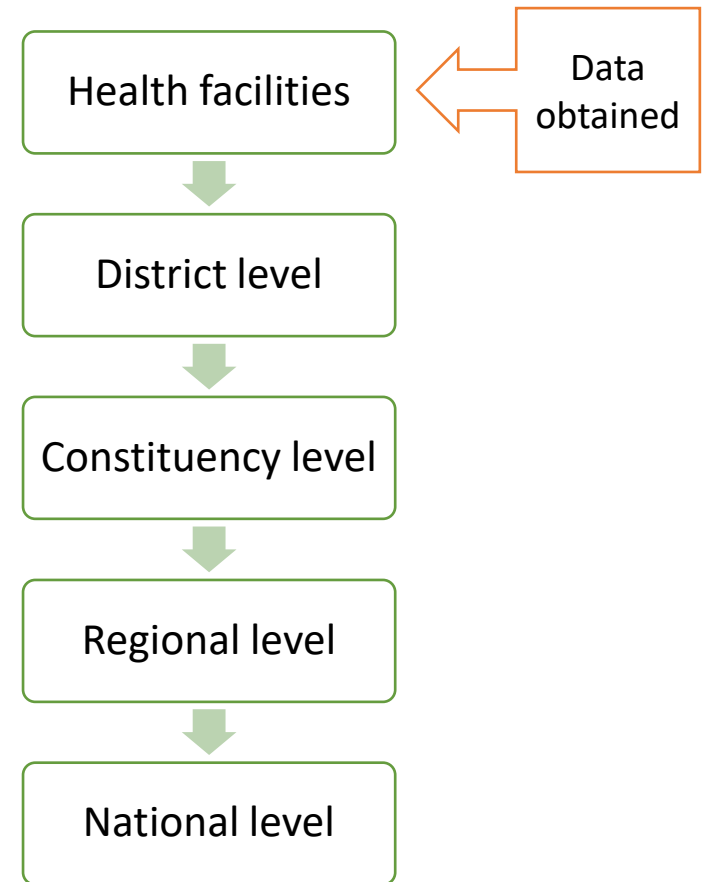 Health facilities
Data
obtained
District level
Constituency level
Regional level
National level